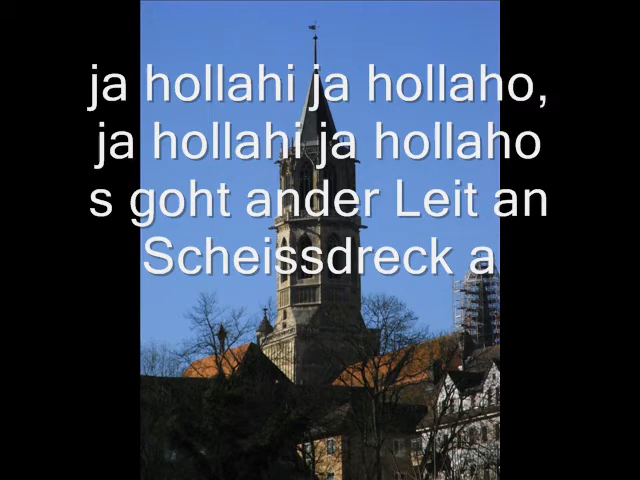 ja hollahi ja hollaho,
ja hollahi ja hollaho
s goht ander Leit an
Scheissdreck a